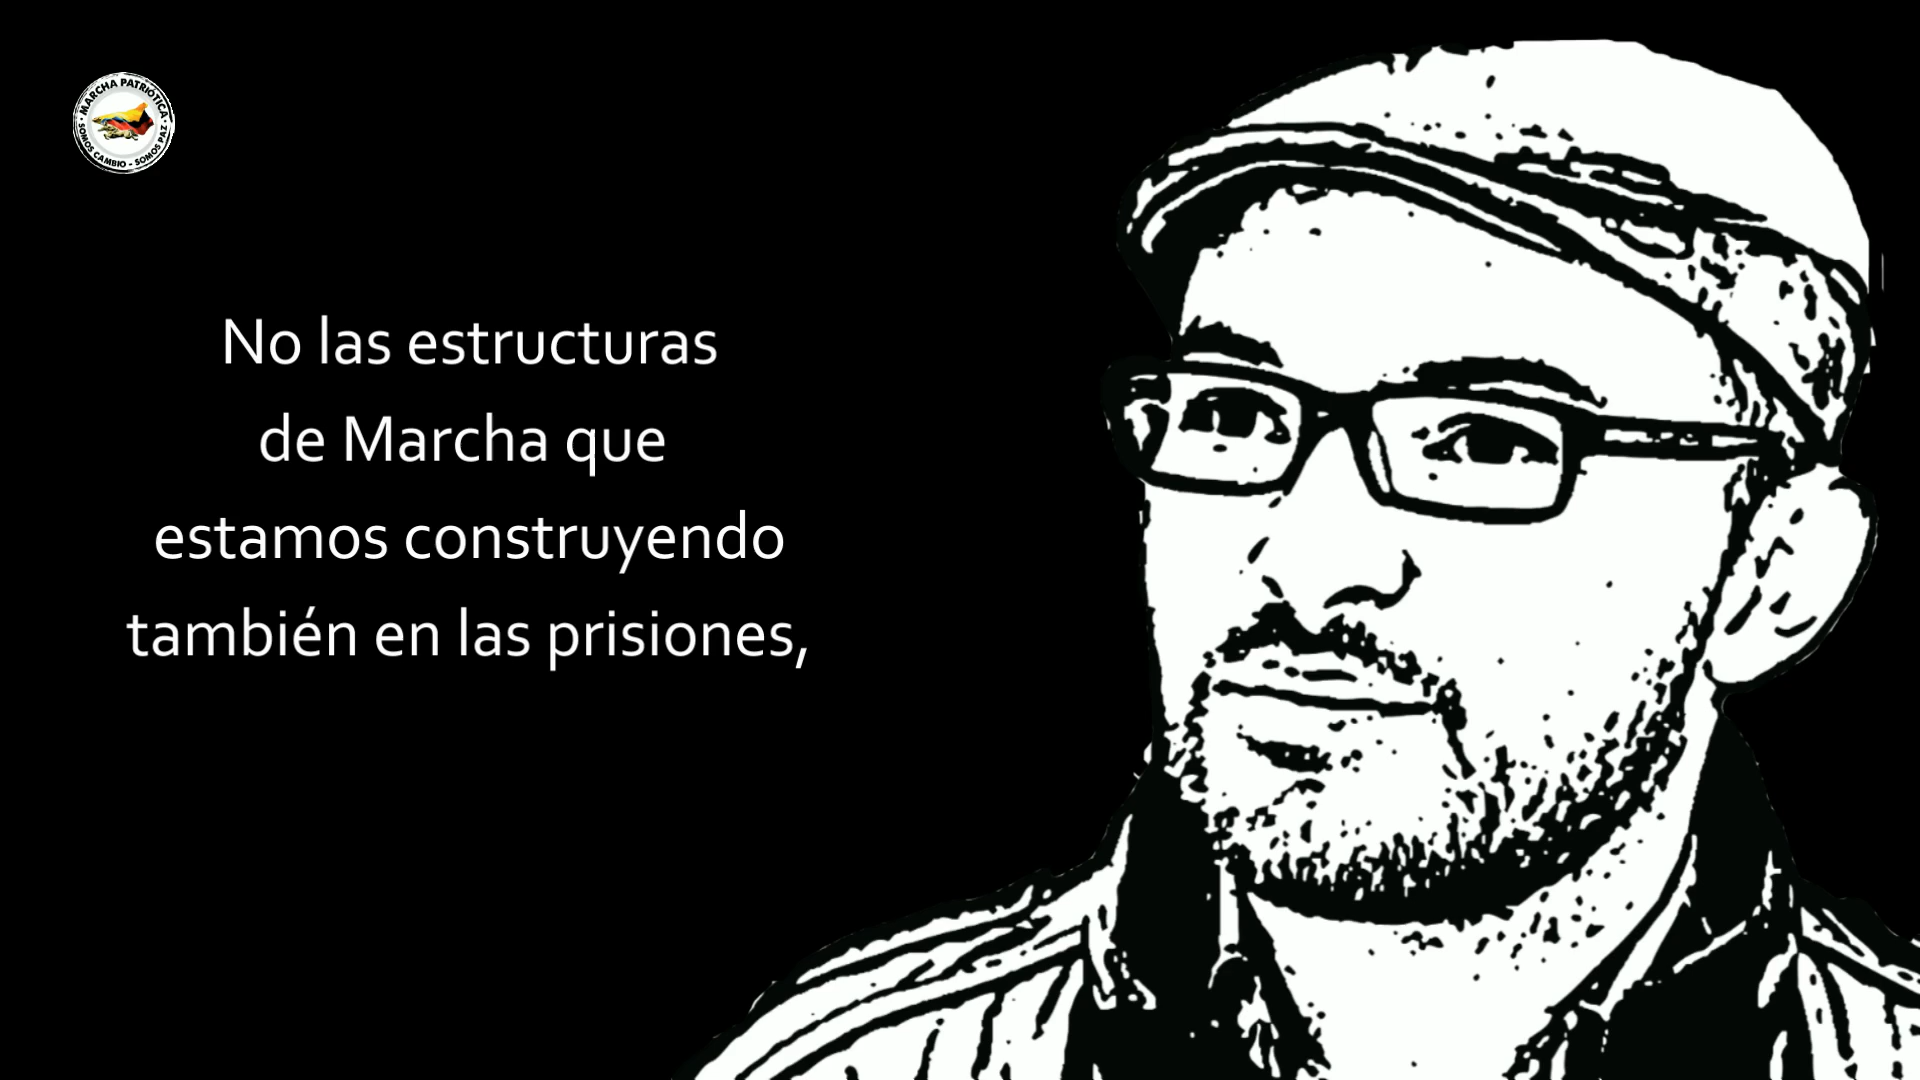 MARCHA PATRIÓTICA
SOMOS CAMBIO - SOMOS PAZ
No las estructuras
de Marcha que
estamos construyendo
también en las prisiones,